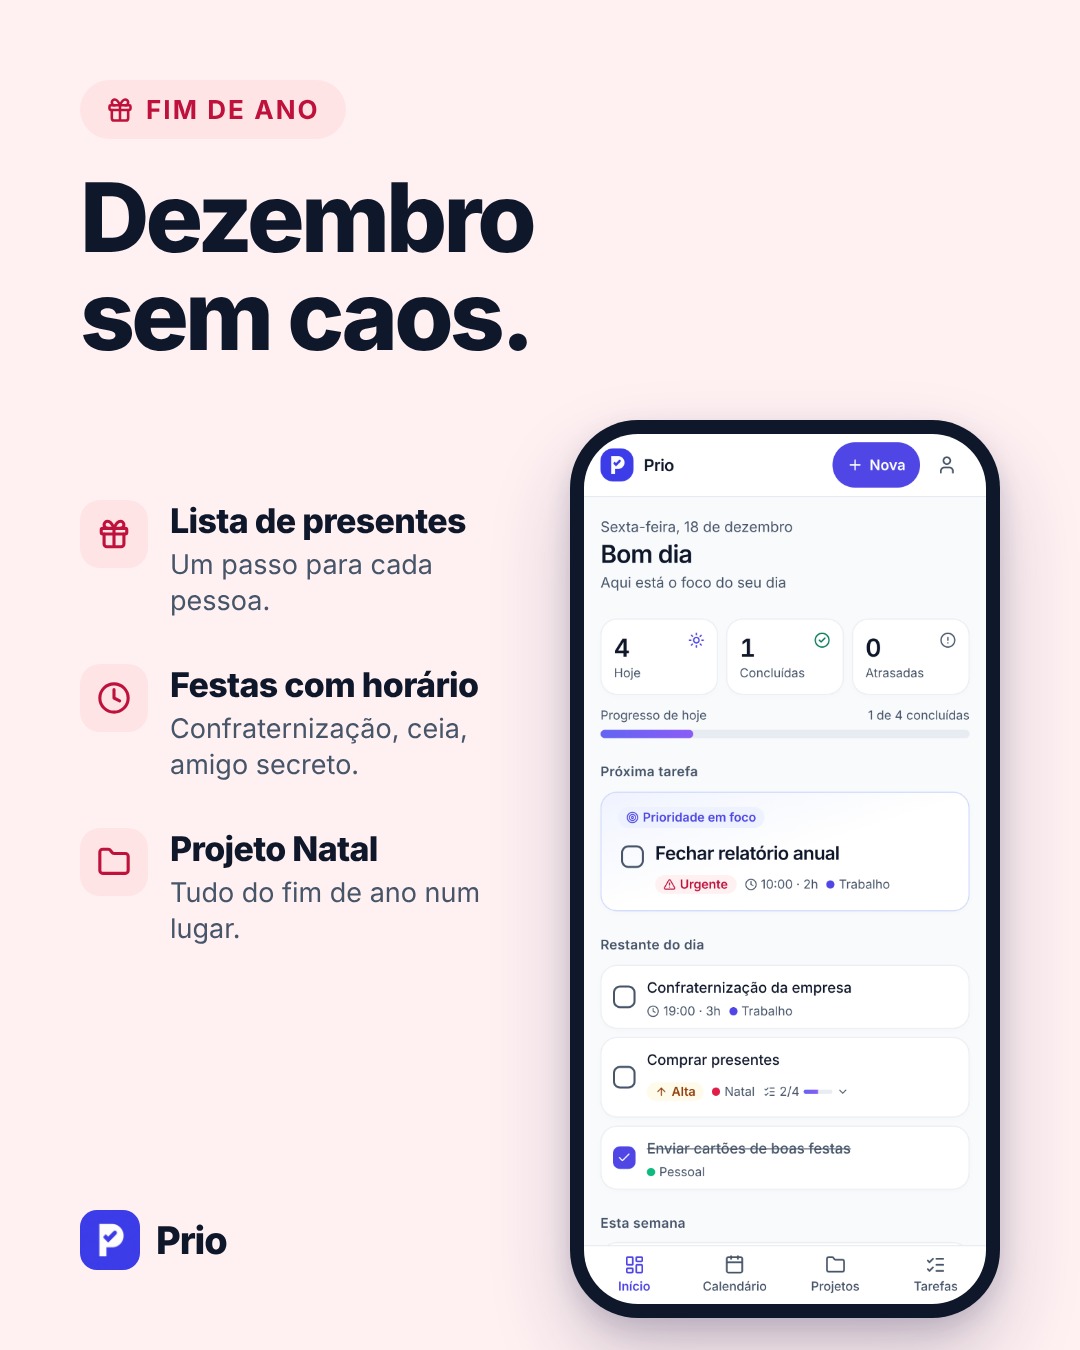 FIM DE ANO
Dezembro
sem caos.
Lista de presentes
Um passo para cada
pessoa.
Festas com horário
Confraternização, ceia,
amigo secreto.
Projeto Natal
Tudo do fim de ano num
lugar.
Prio
Prio
Nova
Sexta-feira, 18 de dezembro
Bom dia
Aqui está o foco do seu dia
4
Hoje
1
Concluídas
0
Atrasadas
Progresso de hoje
1 de 4 concluídas
Próxima tarefa
Prioridade em foco
Fechar relatório anual
Urgente 10:00 · 2h Trabalho
Restante do dia
Confraternização da empresa
19:00 · 3h Trabalho
Comprar presentes
Alta Natal 2/4
Enviar cartões de boas festas
Pessoal
Esta semana
Início Calendário Projetos Tarefas